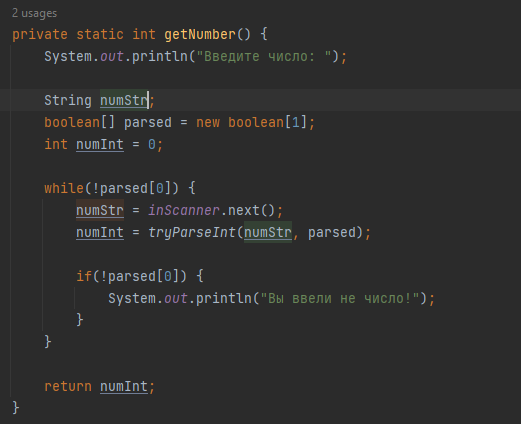 2 usages
private static int getNumber() {
System.out.println("Введите число: ");
String numStr;
boolean[] parsed = new boolean[1];
int numInt = 0;
while(!parsed[0]) {
numStr = inScanner.next();
numInt = tryParseInt(numStr, parsed);
if(!parsed[0]) {
System.out.println("Вы ввели не число!");
}
}
return numInt;
}